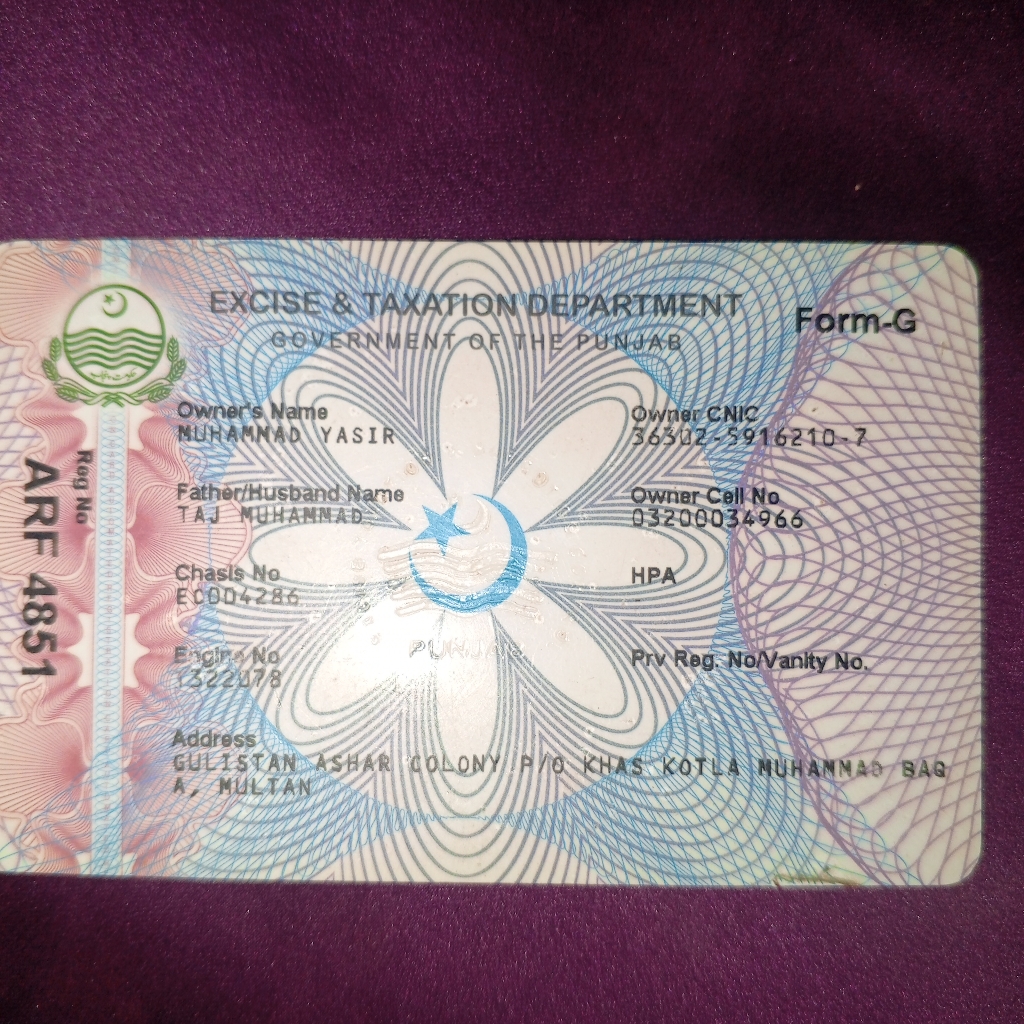 EXCISE & TAXATION DEPARTMENT
GOVERNMENT OF THE PUNJAB
Form-G
Reg No
ARF 4851
Owner's Name
MUHAMMAD YASIR
Owner CNIC
36302-5916210-7
Father/Husband Name
TAJ MUHAMMAD
Owner Cell No
03200034966
Chasis No
EC004286
HPA
PUNJAB
Engine No
Prv Reg. No/Vanity No.
Address
GULISTAN ASHAR COLONY P/O KHAS KOTLA MUHAMMAD BAQ
A, MULTAN